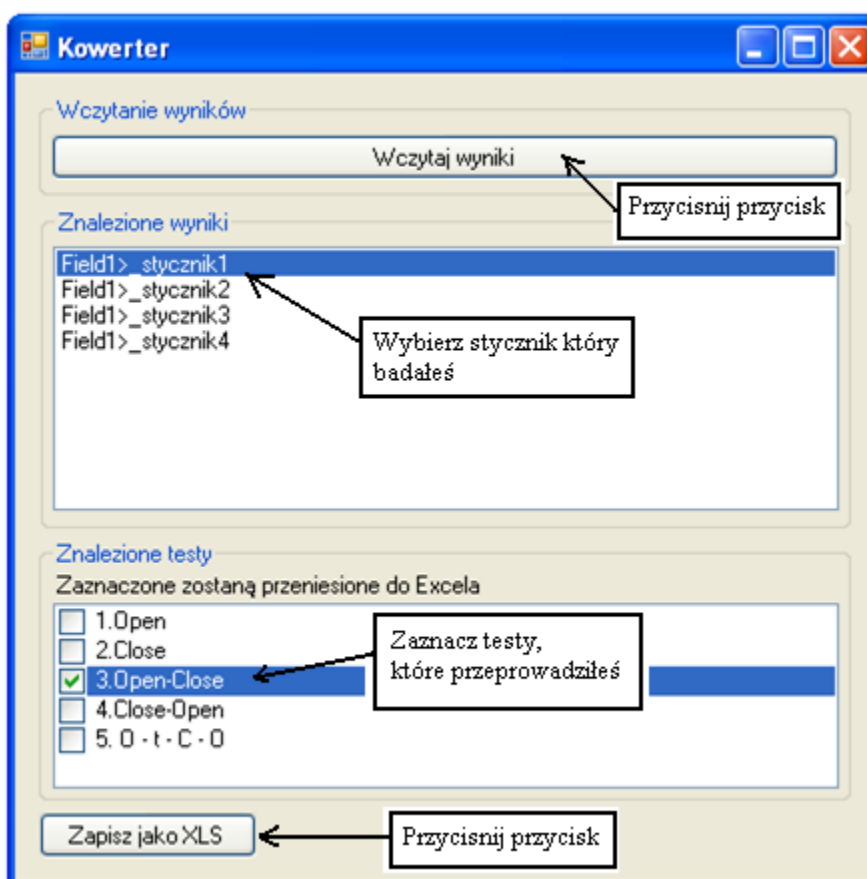 Kowerter
Wczytanie wyników
Wczytaj wyniki
Przycisnij przycisk
Znalezione wyniki
Field1>_stycznik1
Field1>_stycznik2
Field1>_stycznik3
Field1>_stycznik4
Wybierz stycznik który
badałeś
Znalezione testy
Zaznaczone zostaną przeniesione do Excela
1.Open
2.Close
3.Open-Close
4.Close-Open
5. O - t - C - O
Zaznacz testy,
które przeprowadziłeś
Zapisz jako XLS
Przycisnij przycisk